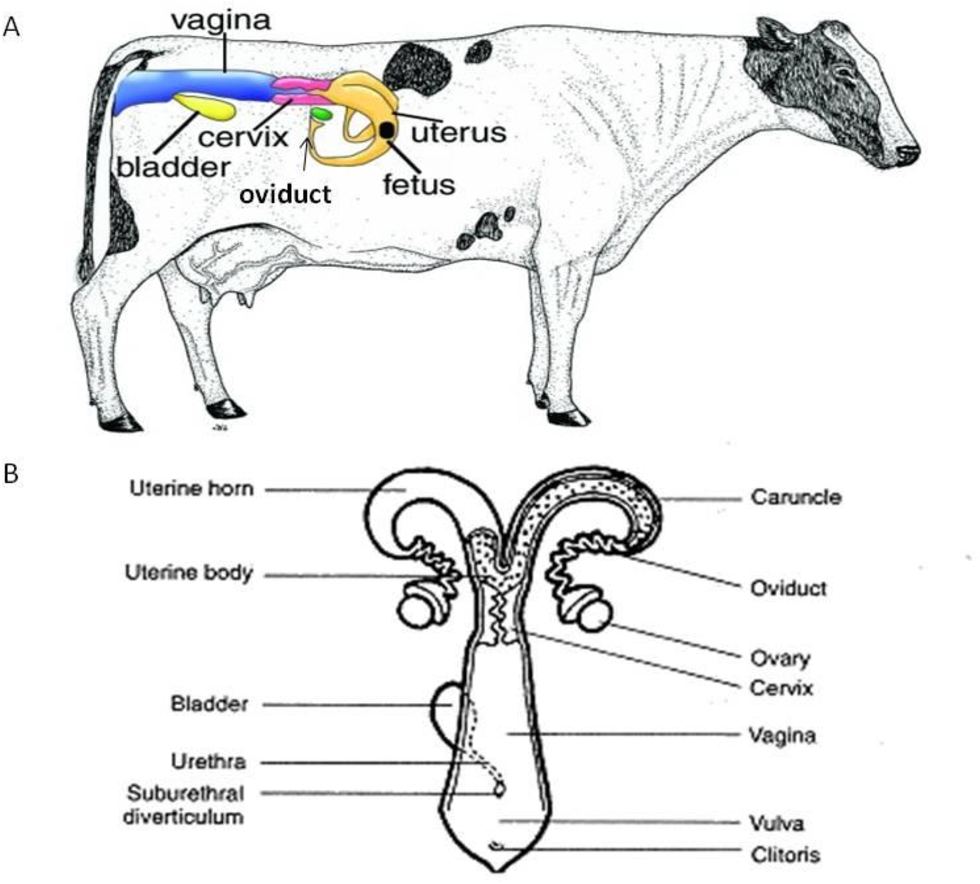 A
vagina
cervix
uterus
bladder
fetus
oviduct
B
Uterine horn
Caruncle
Uterine body
Oviduct
Ovary
Cervix
Bladder
Vagina
Urethra
Suburethral
diverticulum
Vulva
Clitoris